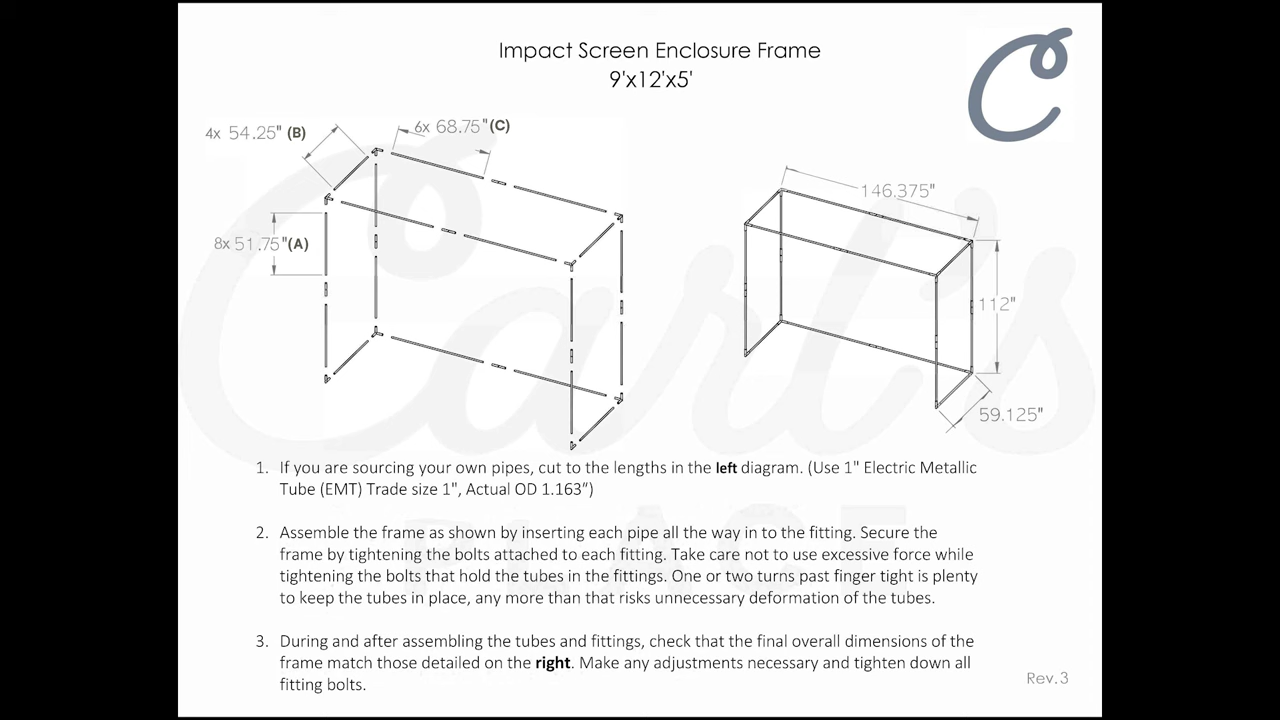 Impact Screen Enclosure Frame
9'x12'x5'
4x 54.25" (B)
6x 68.75" (C)
8x 51.75" (A)
146.375"
112"
59.125"
Carl's
PLACE
1. If you are sourcing your own pipes, cut to the lengths in the left diagram. (Use 1" Electric Metallic
Tube (EMT) Trade size 1", Actual OD 1.163")
2. Assemble the frame as shown by inserting each pipe all the way in to the fitting. Secure the
frame by tightening the bolts attached to each fitting. Take care not to use excessive force while
tightening the bolts that hold the tubes in the fittings. One or two turns past finger tight is plenty
to keep the tubes in place, any more than that risks unnecessary deformation of the tubes.
3. During and after assembling the tubes and fittings, check that the final overall dimensions of the
frame match those detailed on the right. Make any adjustments necessary and tighten down all
fitting bolts.
Rev.3